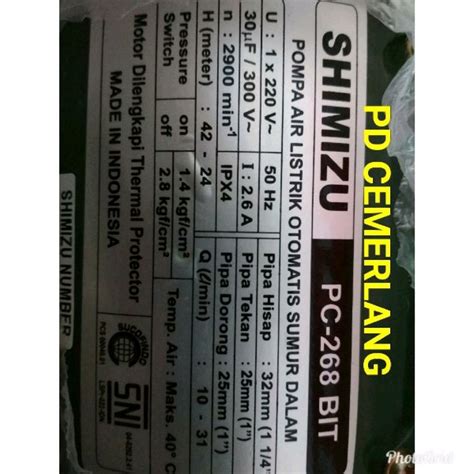 SHIMIZU PC-268 BIT
POMPA AIR LISTRIK OTOMATIS SUMUR DALAM
U : 1 x 220 V~ 50 Hz Pipa Hisap : 32mm (1 1/4
30µF / 300 V~ I : 2.6 A Pipa Tekan : 25mm (1")
n : 2900 min⁻¹ IPX4 Pipa Dorong : 25mm (1")
H (meter) : 42 - 24 Q (ℓ/min) : 10 - 31
Pressure on 1.4 kgf/cm² Temp. Air : Maks. 40° C
Switch off 2.8 kgf/cm²
Motor Dilengkapi Thermal Protector
MADE IN INDONESIA
SUCOFINDO
SNI
SHIMIZU NUMBER
PD CEMERLANG
PhotoGrid